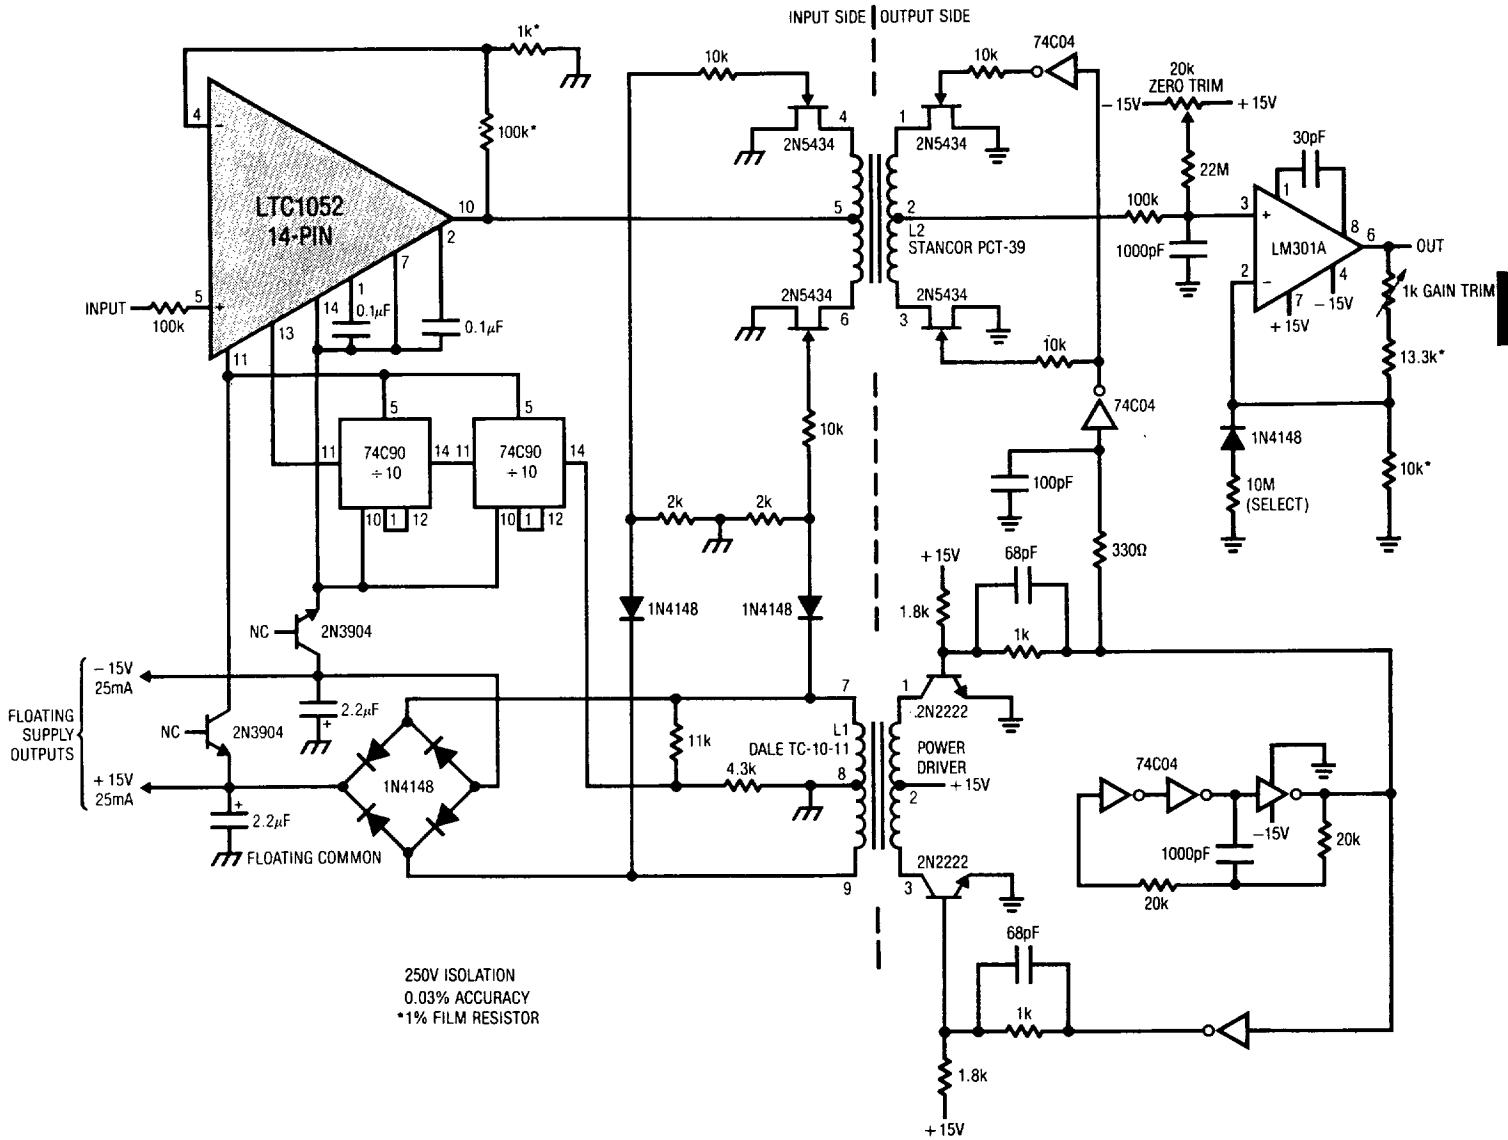 INPUT SIDE
OUTPUT SIDE
1k*
4
−
100k*
LTC1052
14-PIN
10
2
7
1
14
13
11
5
+
INPUT
100k
0.1μF
0.1μF
10k
4
2N5434
5
2N5434
6
10k
1
2N5434
10k
74C04
2
L2
STANCOR PCT-39
2N5434
3
10k
20k
ZERO TRIM
−15V
+15V
22M
100k
1000pF
30pF
1
8
3
+
LM301A
6
OUT
2
−
7
4
−15V
+15V
1k GAIN TRIM
13.3k*
10k*
1N4148
10M
(SELECT)
74C04
100pF
330Ω
5
11
74C90
÷10
14
10
1
12
5
11
74C90
÷10
14
10
1
12
2k
2k
1N4148
1N4148
NC
2N3904
−15V
25mA
FLOATING
SUPPLY
OUTPUTS
NC
2N3904
2.2μF
+
+15V
25mA
+
2.2μF
FLOATING COMMON
1N4148
11k
4.3k
7
L1
DALE TC-10-11
8
9
1
2N2222
POWER
DRIVER
+15V
2
2N2222
3
+15V
1.8k
68pF
1k
74C04
−15V
1000pF
20k
20k
68pF
1k
1.8k
+15V
250V ISOLATION
0.03% ACCURACY
*1% FILM RESISTOR